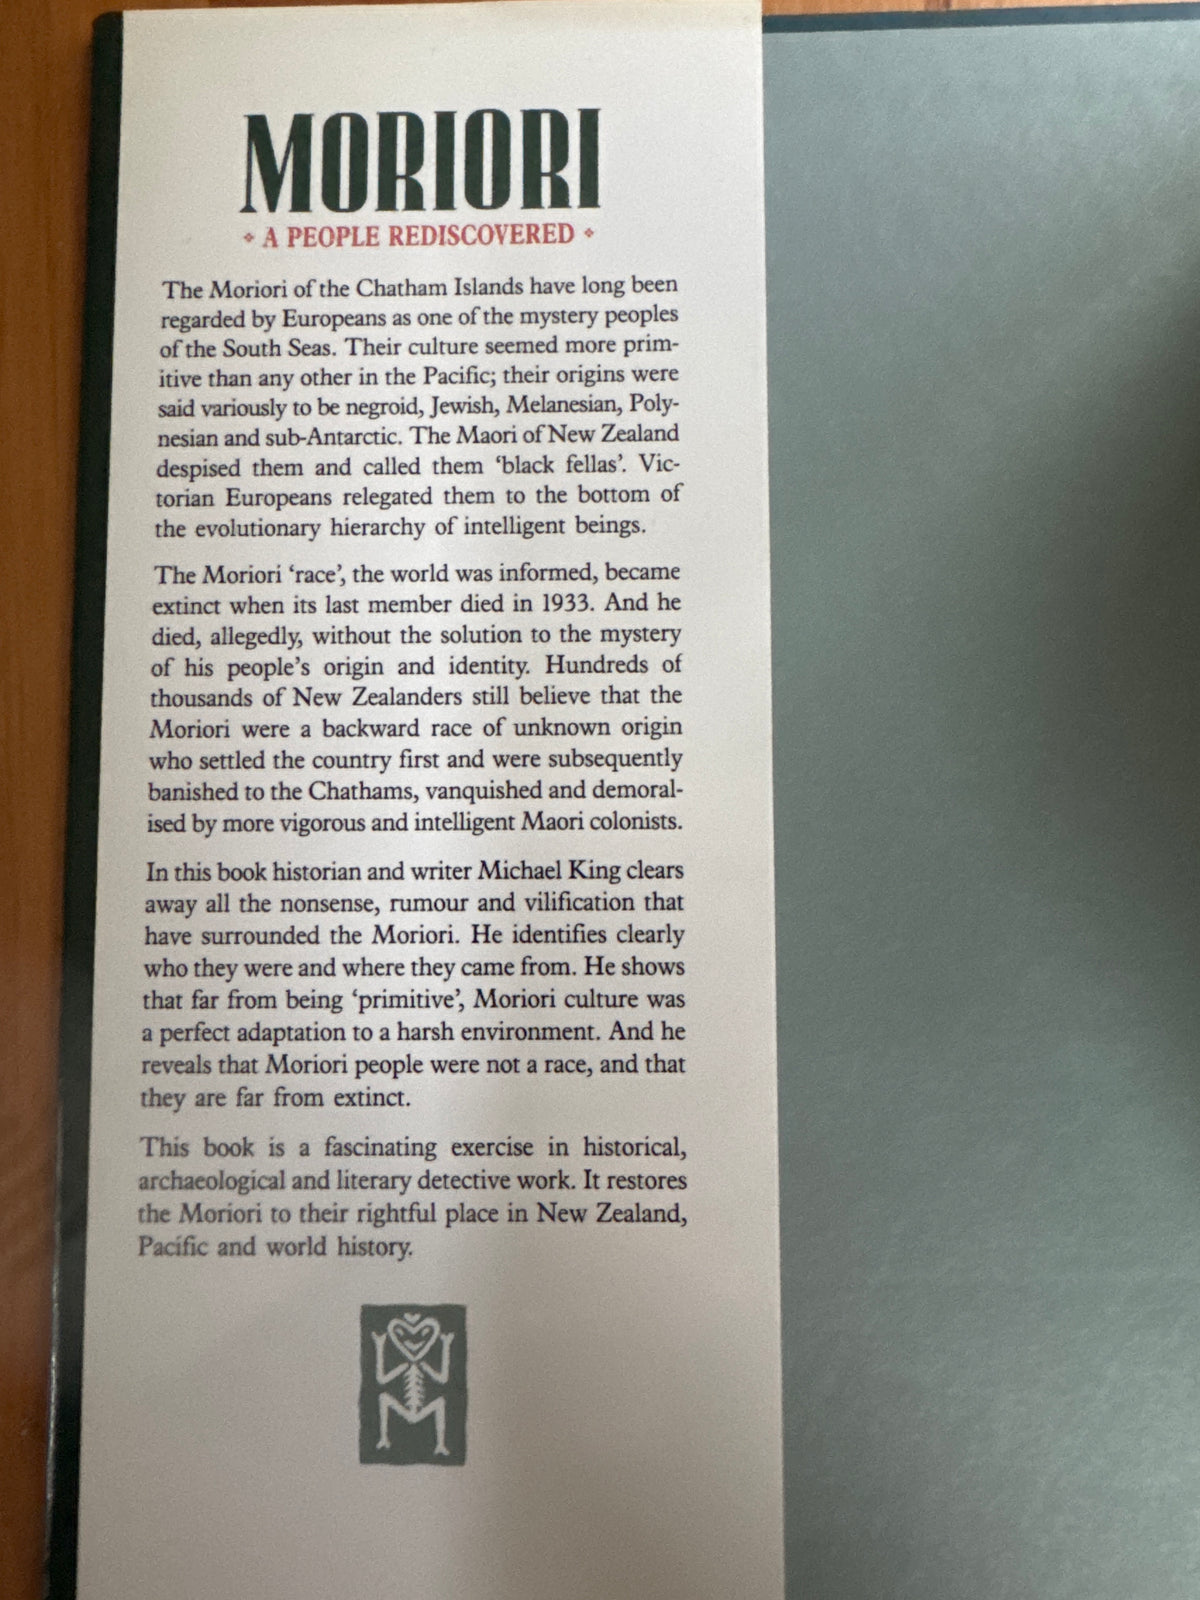 MORIORI
❖ A PEOPLE REDISCOVERED ❖
The Moriori of the Chatham Islands have long been
regarded by Europeans as one of the mystery peoples
of the South Seas. Their culture seemed more prim-
itive than any other in the Pacific; their origins were
said variously to be negroid, Jewish, Melanesian, Poly-
nesian and sub-Antarctic. The Maori of New Zealand
despised them and called them ‘black fellas’. Vic-
torian Europeans relegated them to the bottom of
the evolutionary hierarchy of intelligent beings.
The Moriori ‘race’, the world was informed, became
extinct when its last member died in 1933. And he
died, allegedly, without the solution to the mystery
of his people’s origin and identity. Hundreds of
thousands of New Zealanders still believe that the
Moriori were a backward race of unknown origin
who settled the country first and were subsequently
banished to the Chathams, vanquished and demoral-
ised by more vigorous and intelligent Maori colonists.
In this book historian and writer Michael King clears
away all the nonsense, rumour and vilification that
have surrounded the Moriori. He identifies clearly
who they were and where they came from. He shows
that far from being ‘primitive’, Moriori culture was
a perfect adaptation to a harsh environment. And he
reveals that Moriori people were not a race, and that
they are far from extinct.
This book is a fascinating exercise in historical,
archaeological and literary detective work. It restores
the Moriori to their rightful place in New Zealand,
Pacific and world history.